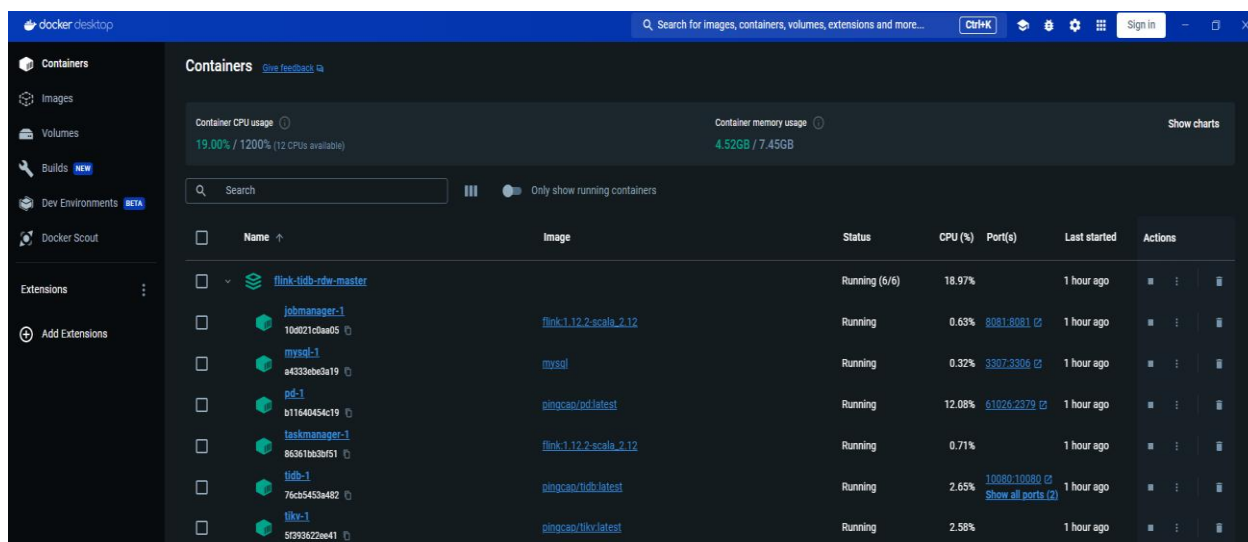 docker desktop
Search for images, containers, volumes, extensions and more... Ctrl+K Sign in
Containers
Images
Volumes
Builds NEW
Dev Environments BETA
Docker Scout
Extensions
Add Extensions
Containers Give feedback
Container CPU usage
19.00% / 1200% (12 CPUs available)
Container memory usage
4.52GB / 7.45GB
Show charts
Search
Only show running containers
Name Image Status CPU (%) Port(s) Last started Actions
flink-tidb-rdw-master Running (6/6) 18.97% 1 hour ago
jobmanager-1
10d021c0aa05
flink:1.12.2-scala_2.12 Running 0.63% 8081:8081 1 hour ago
mysql-1
a4333ebe3a19
mysql Running 0.32% 3307:3306 1 hour ago
pd-1
b11640454c19
pingcap/pd:latest Running 12.08% 61026:2379 1 hour ago
taskmanager-1
86361bb3bf51
flink:1.12.2-scala_2.12 Running 0.71% 1 hour ago
tidb-1
76cb5453a482
pingcap/tidb:latest Running 2.65% 10080:10080 1 hour ago
Show all ports (2)
tikv-1
5f393622ee41
pingcap/tikv:latest Running 2.58% 1 hour ago